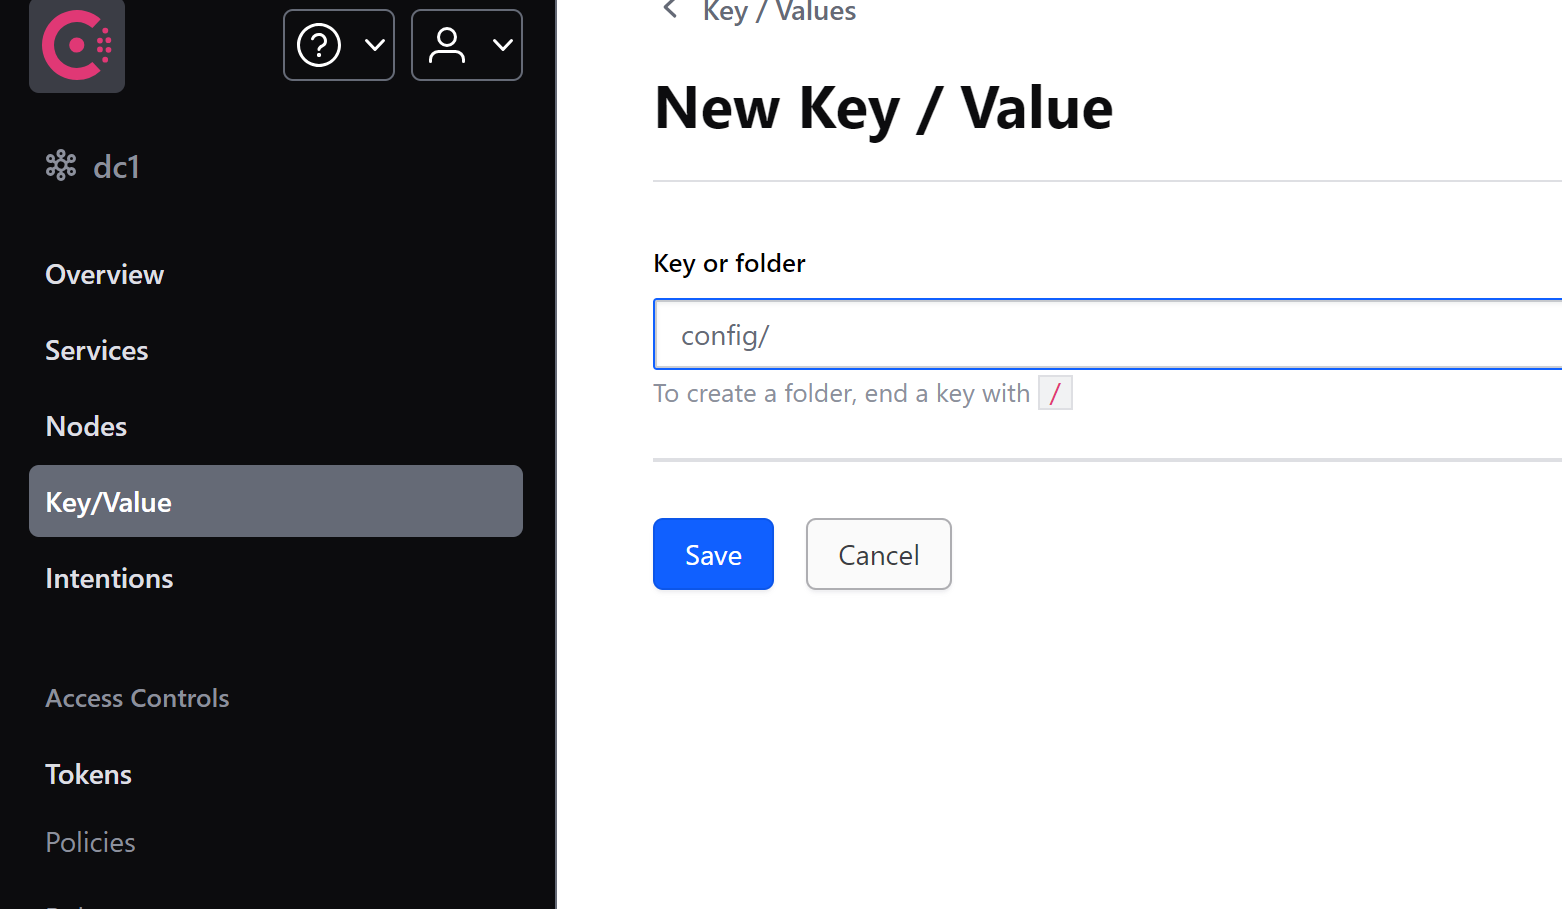 dc1
Overview
Services
Nodes
Key/Value
Intentions
Access Controls
Tokens
Policies
Key / Values
New Key / Value
Key or folder
config/
To create a folder, end a key with /
Save
Cancel